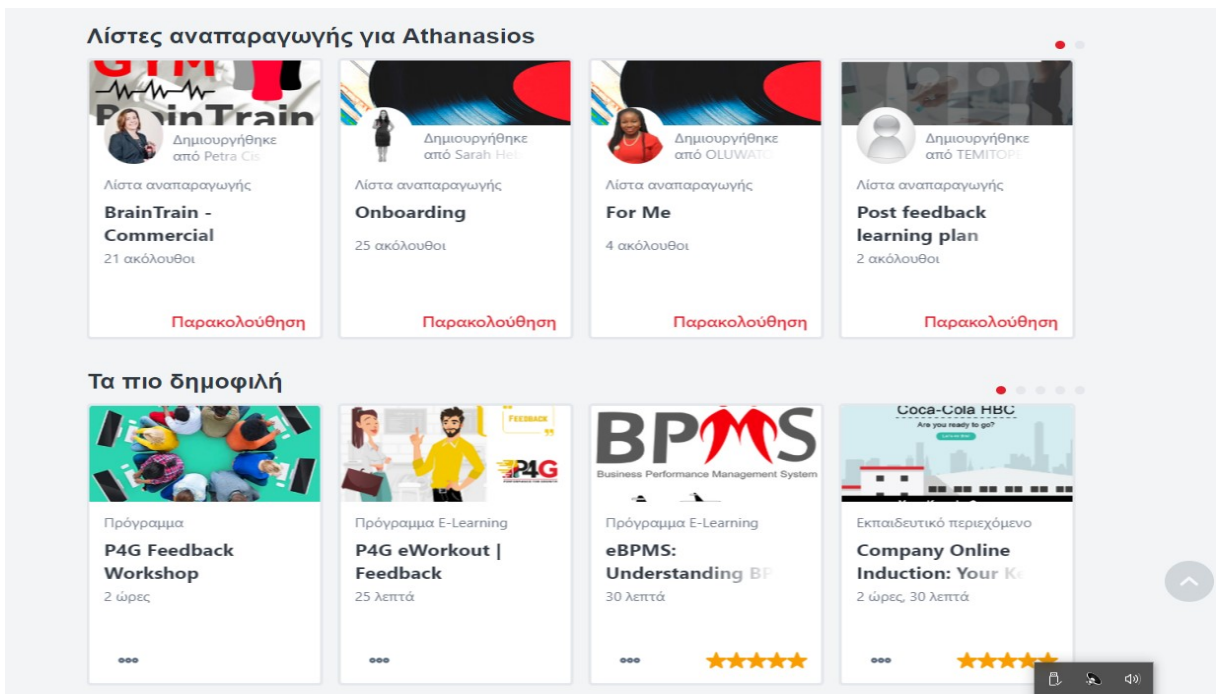 Λίστες αναπαραγωγής για Athanasios
GYM
BrainTrain
Δημιουργήθηκε
από Petra Cis
Λίστα αναπαραγωγής
BrainTrain -
Commercial
21 ακόλουθοι
Παρακολούθηση
Δημιουργήθηκε
από Sarah Hel
Λίστα αναπαραγωγής
Onboarding
25 ακόλουθοι
Παρακολούθηση
Δημιουργήθηκε
από OLUWATO
Λίστα αναπαραγωγής
For Me
4 ακόλουθοι
Παρακολούθηση
Δημιουργήθηκε
από TEMITOPE
Λίστα αναπαραγωγής
Post feedback
learning plan
2 ακόλουθοι
Παρακολούθηση
Τα πιο δημοφιλή
Πρόγραμμα
P4G Feedback
Workshop
2 ώρες
FEEDBACK
P4G
Πρόγραμμα E-Learning
P4G eWorkout |
Feedback
25 λεπτά
BPMS
Business Performance Management System
Πρόγραμμα E-Learning
eBPMS:
Understanding BP
30 λεπτά
Coca-Cola HBC
Are you ready to go?
Εκπαιδευτικό περιεχόμενο
Company Online
Induction: Your K
2 ώρες, 30 λεπτά